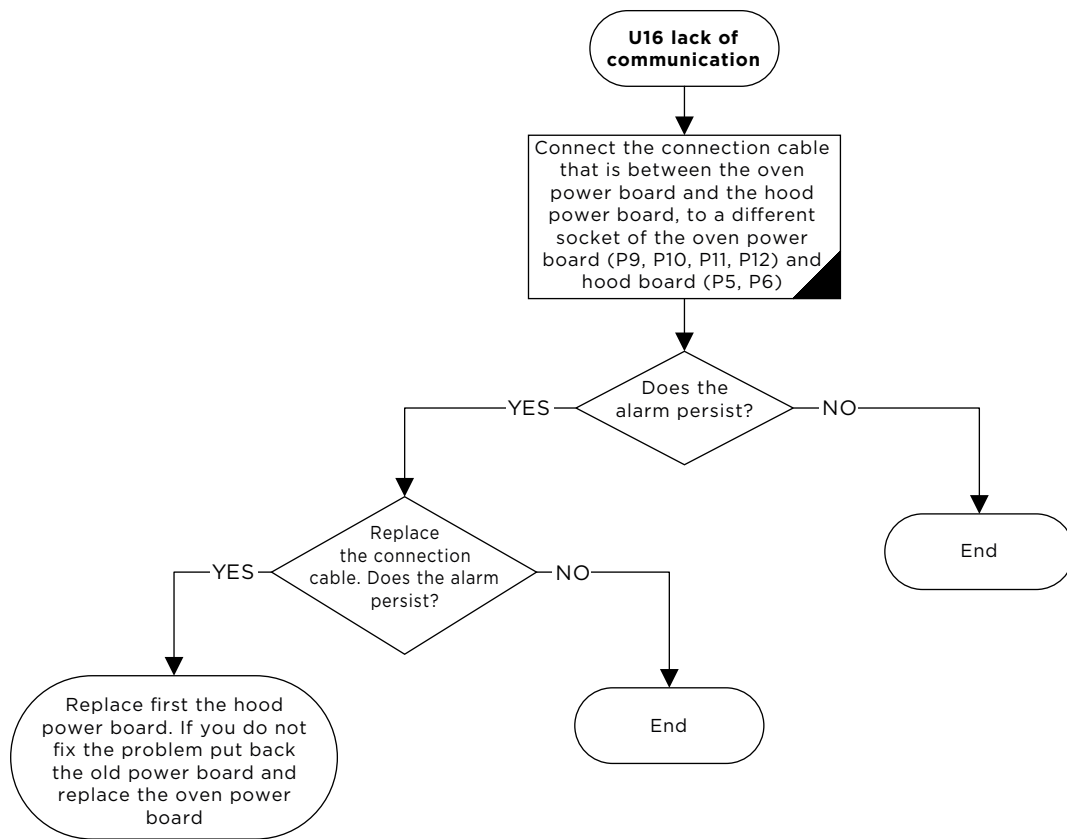 U16 lack of
communication
Connect the connection cable
that is between the oven
power board and the hood
power board, to a different
socket of the oven power
board (P9, P10, P11, P12) and
hood board (P5, P6)
Does the
alarm persist?
YES
NO
Replace
the connection
cable. Does the alarm
persist?
End
YES
NO
Replace first the hood
power board. If you do not
fix the problem put back
the old power board and
replace the oven power
board
End